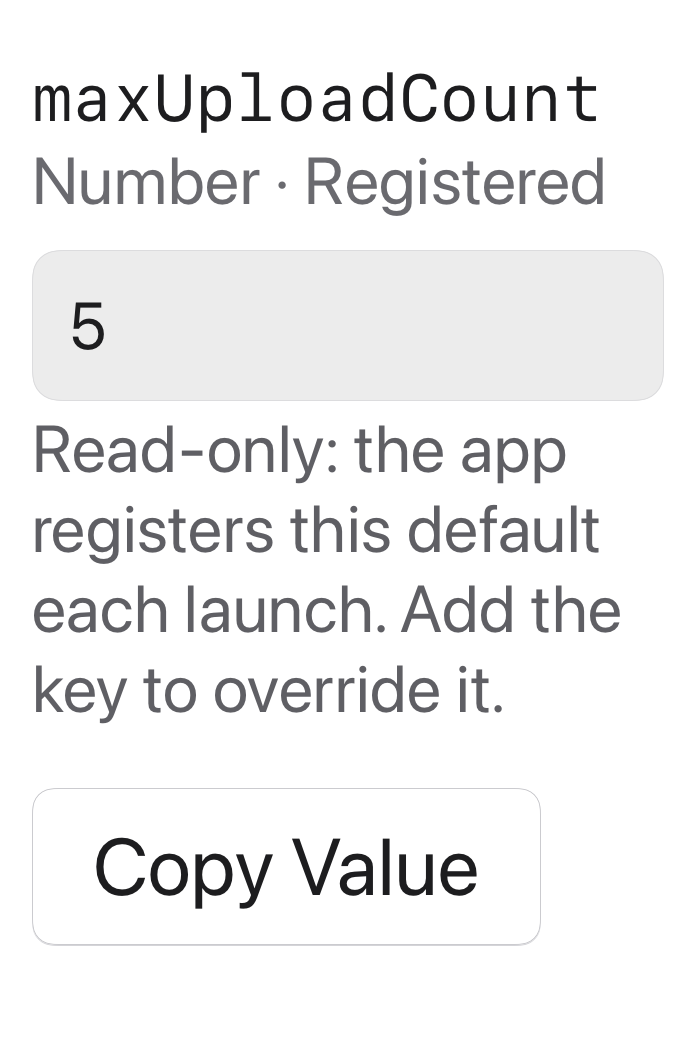 maxUploadCount
Number · Registered
5
Read-only: the app
registers this default
each launch. Add the
key to override it.
Copy Value